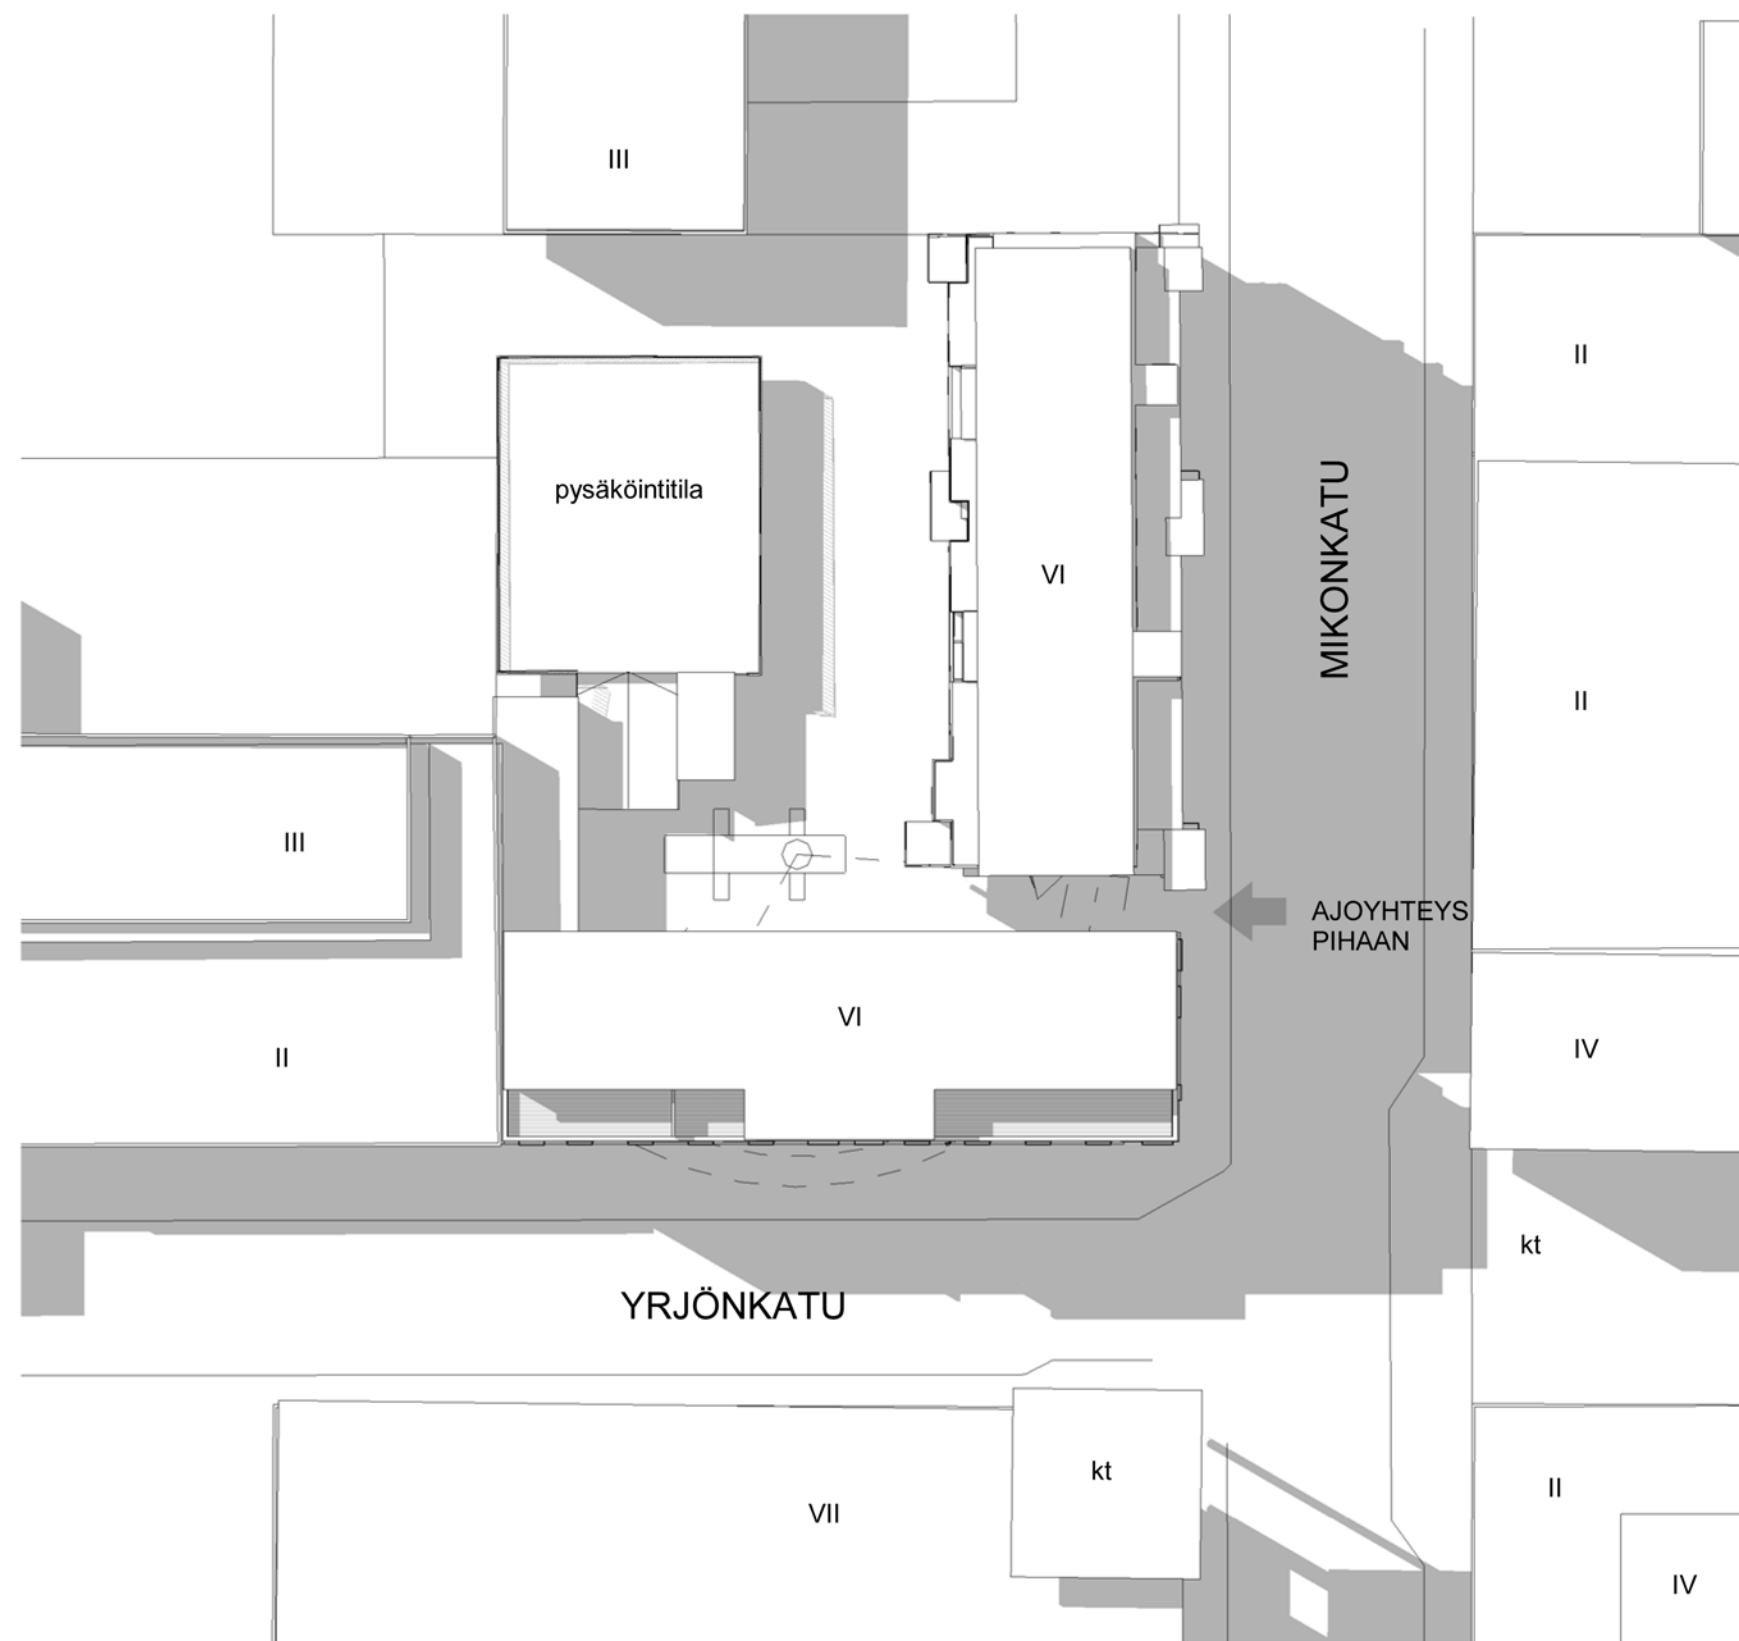 III
II
pysäköintitila
VI
MIKONKATU
II
III
AJOYHTEYS
PIHAAN
VI
II
IV
kt
YRJÖNKATU
kt
VII
II
IV